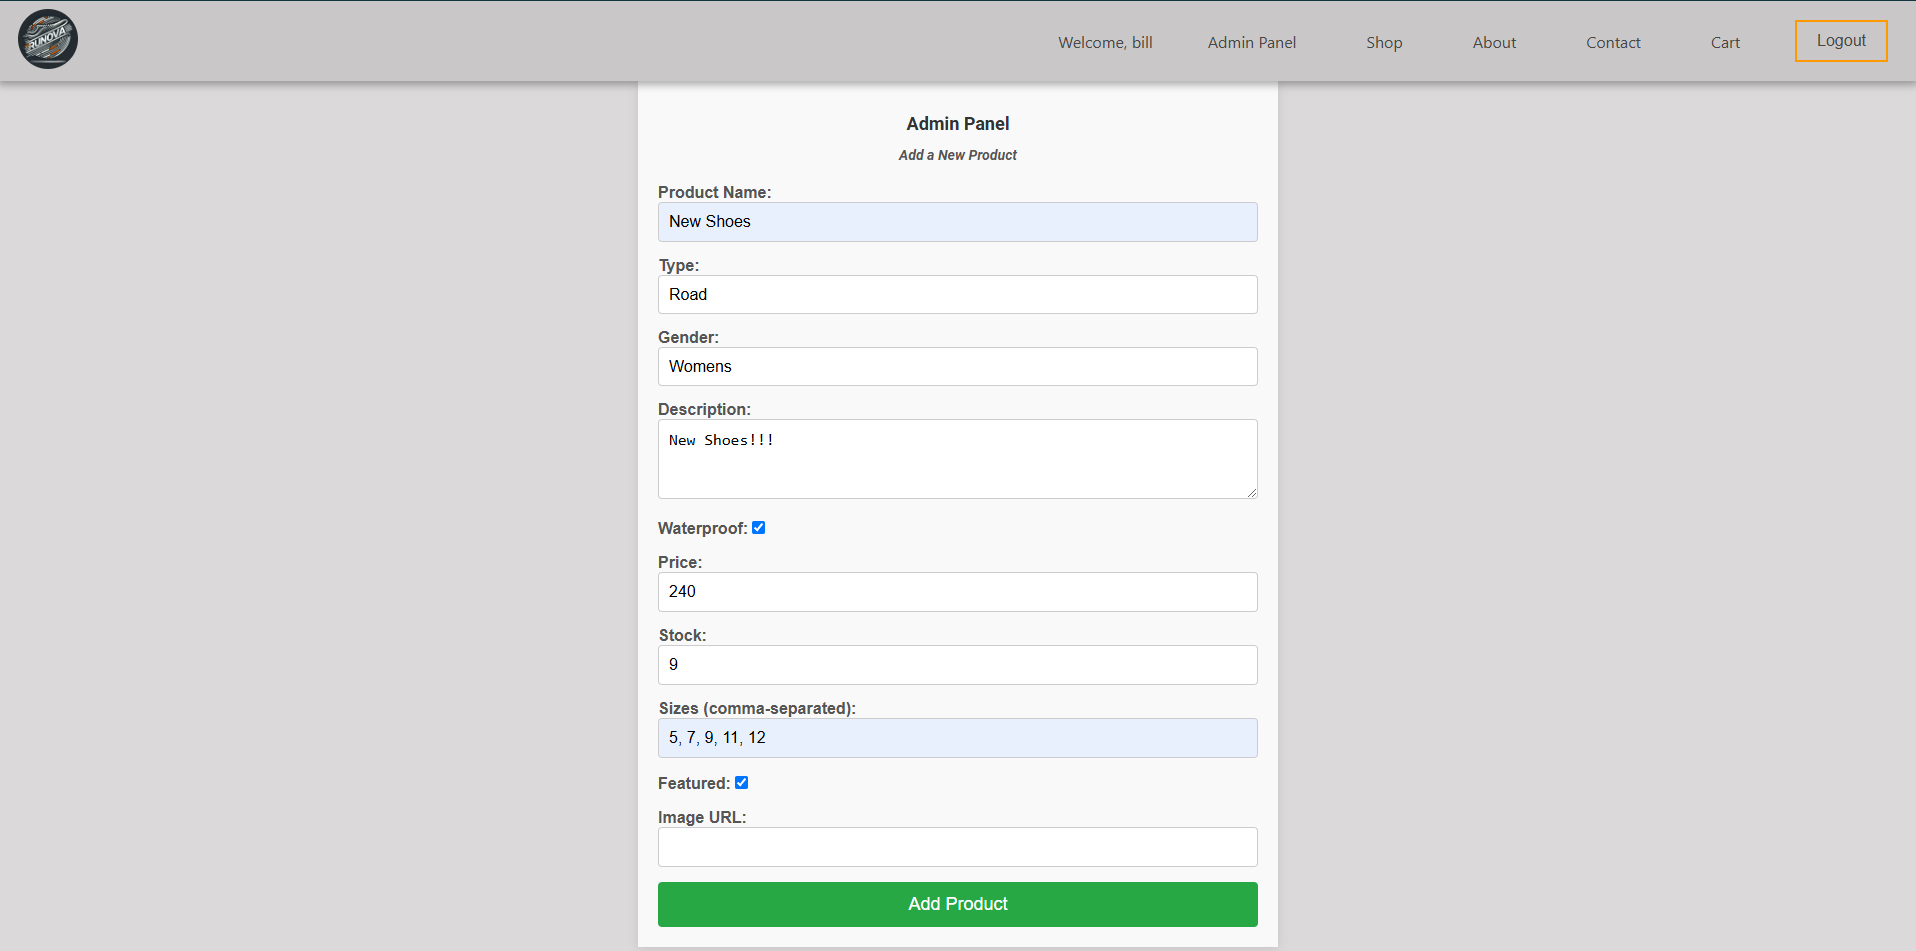 RUNOVA
Welcome, bill
Admin Panel
Shop
About
Contact
Cart
Logout
Admin Panel
Add a New Product
Product Name:
New Shoes
Type:
Road
Gender:
Womens
Description:
New Shoes!!!
Waterproof:
Price:
240
Stock:
9
Sizes (comma-separated):
5, 7, 9, 11, 12
Featured:
Image URL:
Add Product